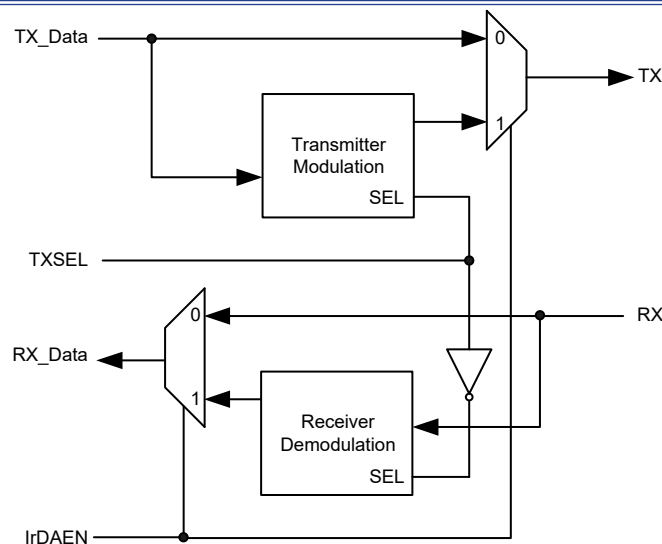 TX_Data
0
TX
1
Transmitter
Modulation
SEL
TXSEL
0
RX
RX_Data
1
Receiver
Demodulation
SEL
IrDAEN